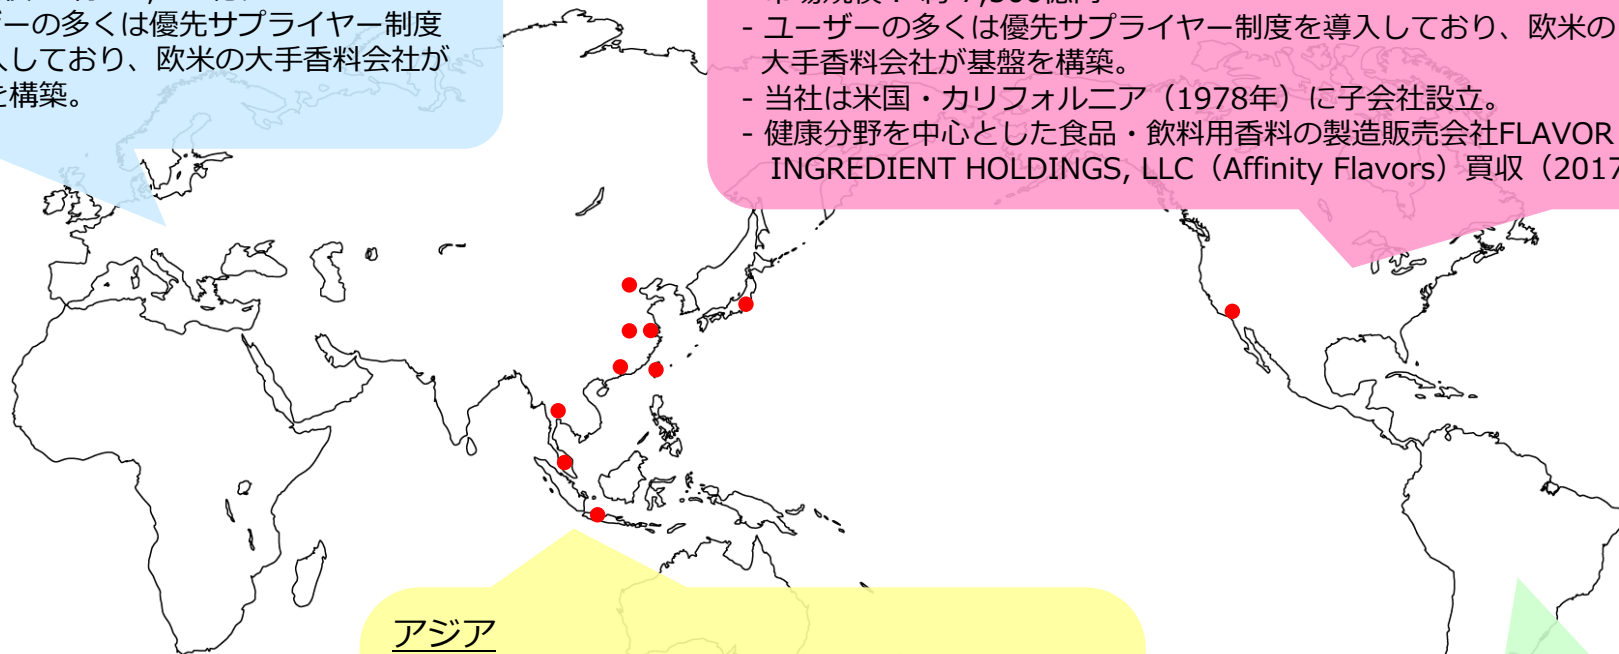 ーの多くは優先サプライヤー制度
しており、欧米の大手香料会社が
構築。
- ユーザーの多くは優先サプライヤー制度を導入しており、欧米の
大手香料会社が基盤を構築。
- 当社は米国・カリフォルニア（1978年）に子会社設立。
- 健康分野を中心とした食品・飲料用香料の製造販売会社FLAVOR
INGREDIENT HOLDINGS, LLC（Affinity Flavors）買収（2017
アジア